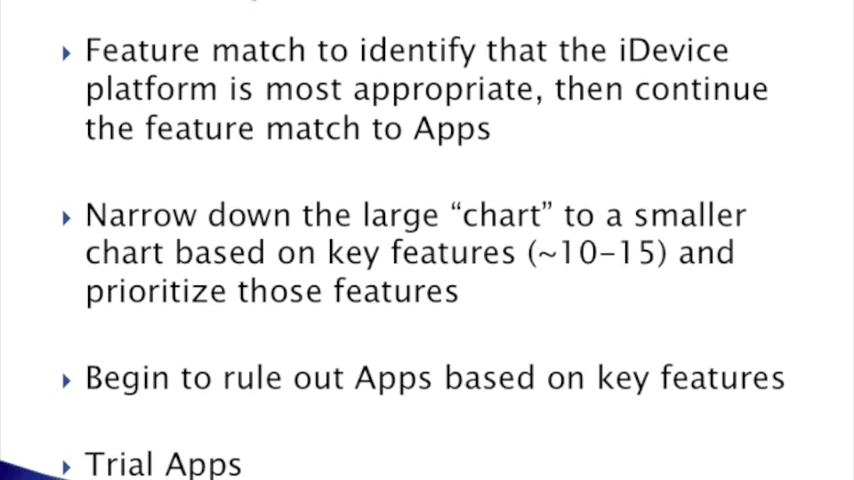 Feature match to identify that the iDevice
platform is most appropriate, then continue
the feature match to Apps
Narrow down the large “chart” to a smaller
chart based on key features (~10-15) and
prioritize those features
Begin to rule out Apps based on key features
Trial Apps